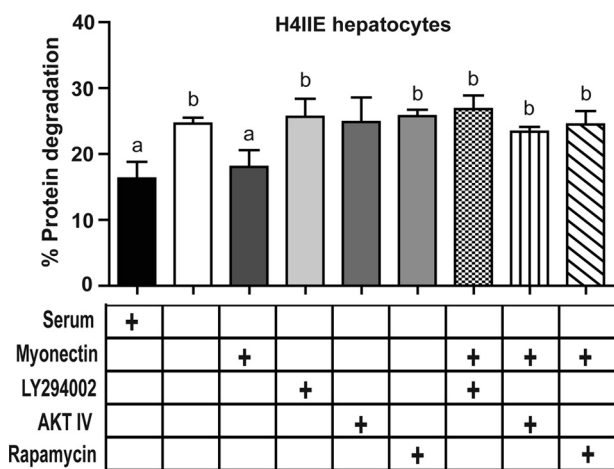 H4IIE hepatocytes
% Protein degradation
40
30
20
10
0
a b a b b b b b
Serum +
Myonectin + + + +
LY294002 + +
AKT IV + +
Rapamycin + +